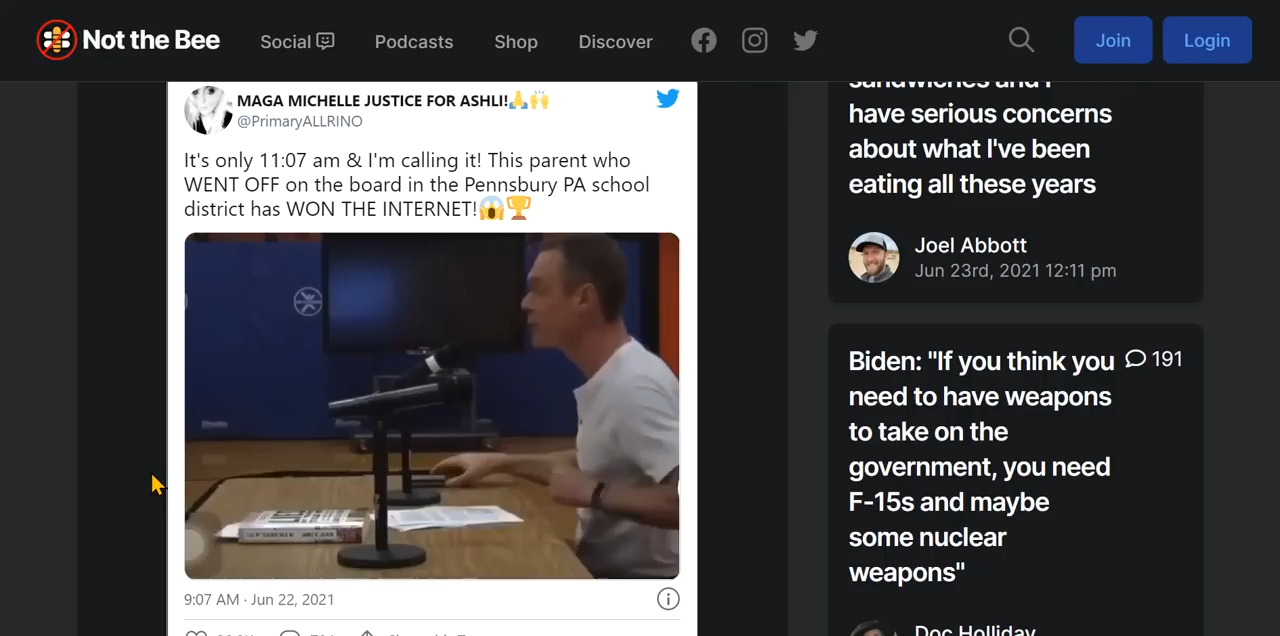 Not the Bee
Social
Podcasts
Shop
Discover
Join
Login
MAGA MICHELLE JUSTICE FOR ASHLI!🙏🙌
@PrimaryALLRINO
It's only 11:07 am & I'm calling it! This parent who
WENT OFF on the board in the Pennsbury PA school
district has WON THE INTERNET!😱🏆
9:07 AM · Jun 22, 2021
sandwiches and I
have serious concerns
about what I've been
eating all these years
Joel Abbott
Jun 23rd, 2021 12:11 pm
Biden: "If you think you
191
need to have weapons
to take on the
government, you need
F-15s and maybe
some nuclear
weapons"
Doc Holliday